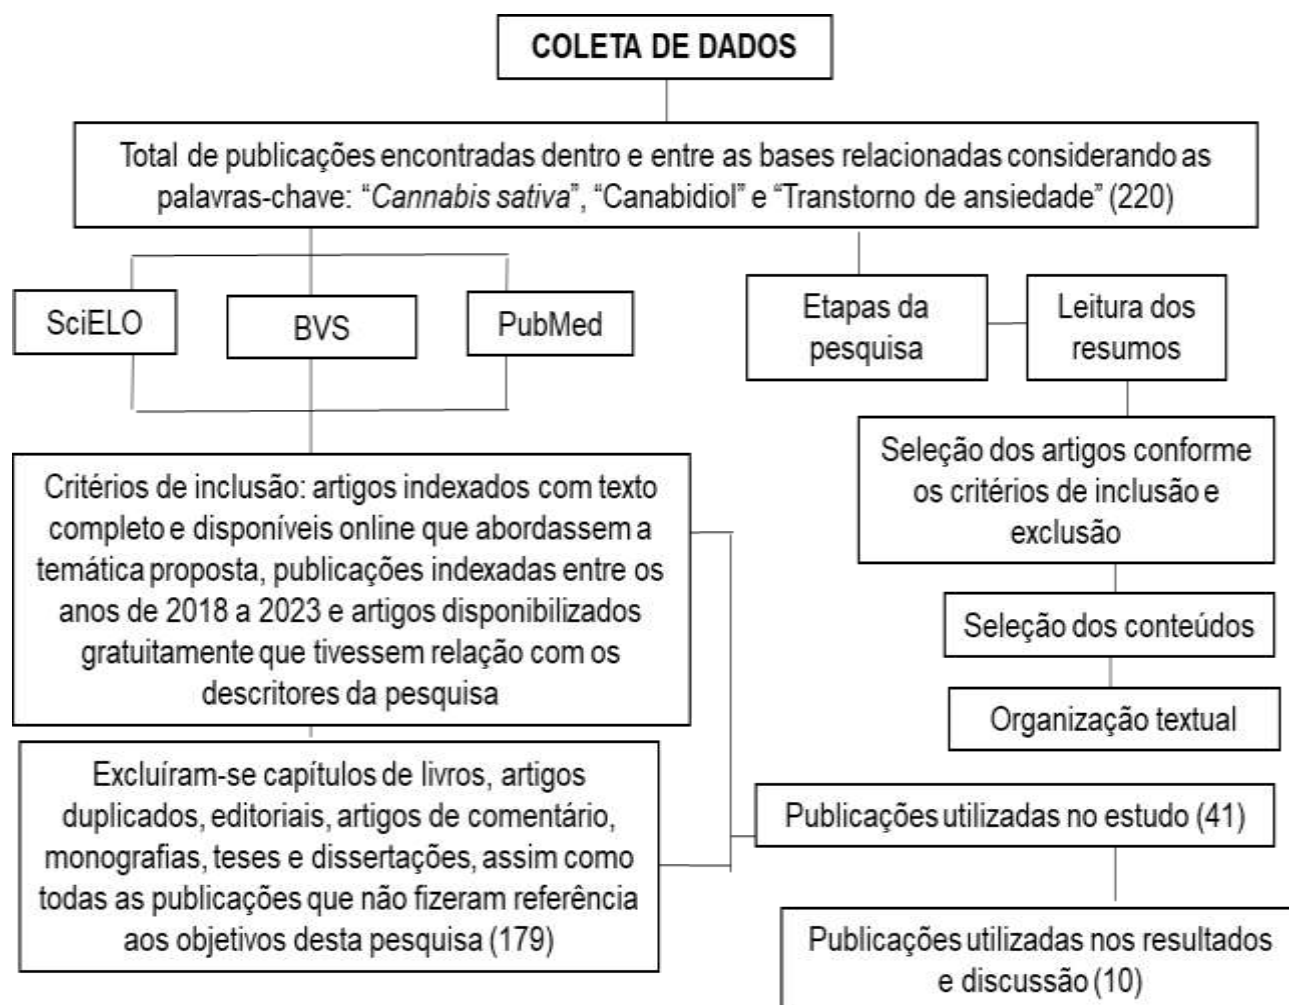 COLETA DE DADOS
Total de publicações encontradas dentro e entre as bases relacionadas considerando as
palavras-chave: “Cannabis sativa”, “Canabidiol” e “Transtorno de ansiedade” (220)
SciELO
BVS
PubMed
Etapas da
pesquisa
Leitura dos
resumos
Critérios de inclusão: artigos indexados com texto
completo e disponíveis online que abordassem a
temática proposta, publicações indexadas entre os
anos de 2018 a 2023 e artigos disponibilizados
gratuitamente que tivessem relação com os
descritores da pesquisa
Seleção dos artigos conforme
os critérios de inclusão e
exclusão
Seleção dos conteúdos
Organização textual
Excluíram-se capítulos de livros, artigos
duplicados, editoriais, artigos de comentário,
monografias, teses e dissertações, assim como
todas as publicações que não fizeram referência
aos objetivos desta pesquisa (179)
Publicações utilizadas no estudo (41)
Publicações utilizadas nos resultados
e discussão (10)